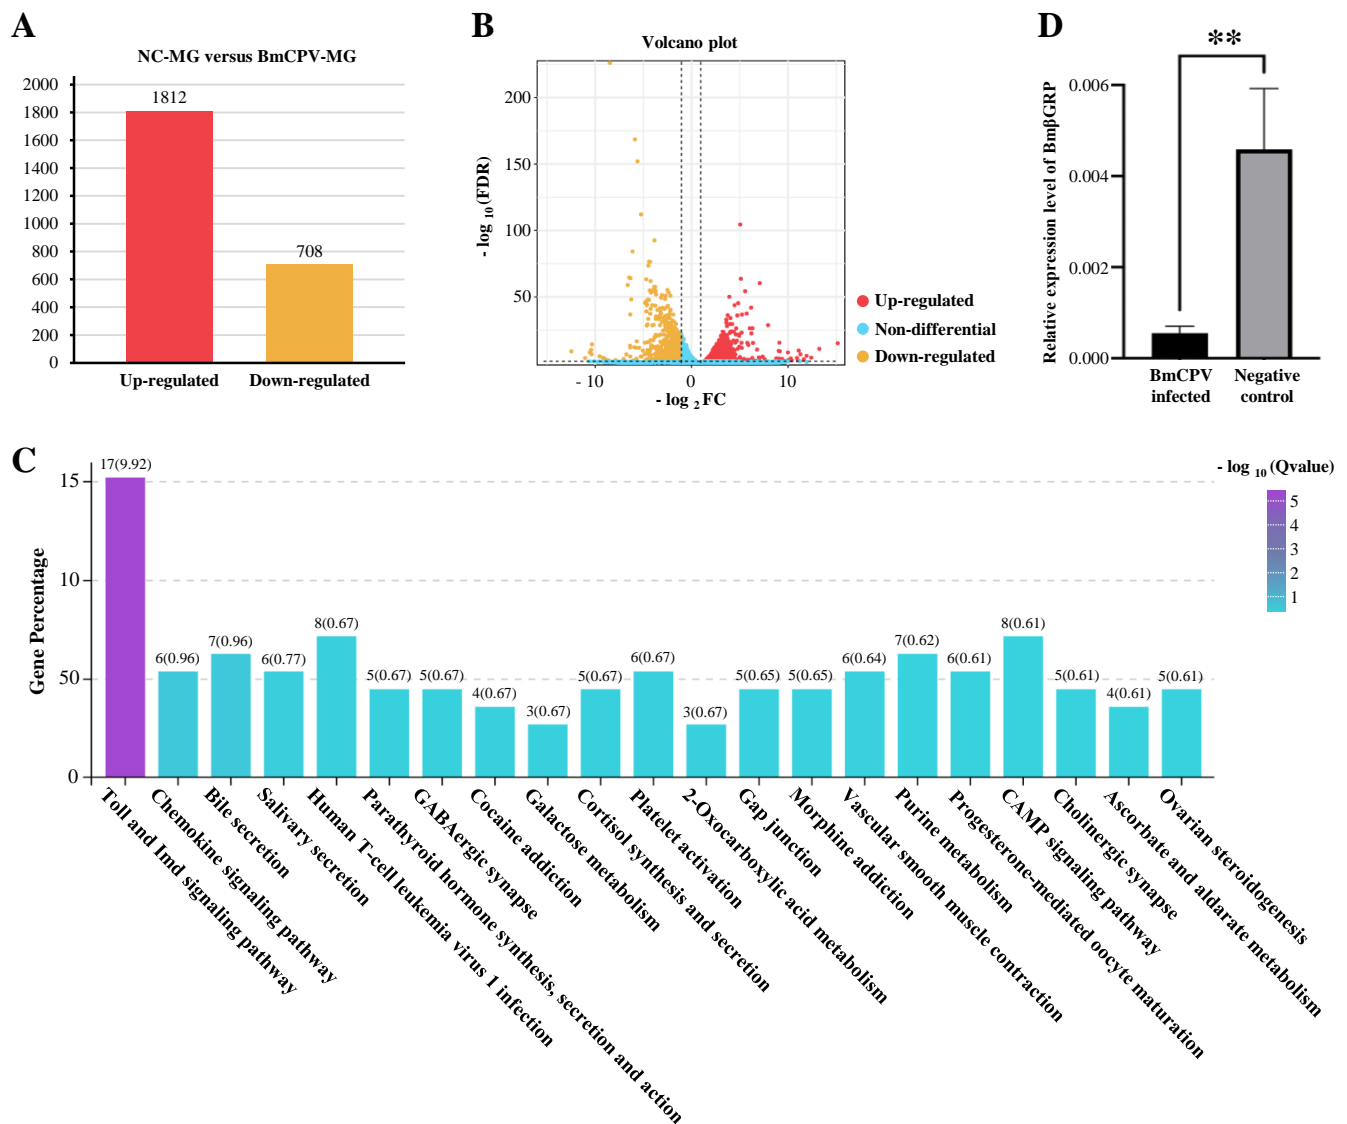 A
NC-MG versus BmCPV-MG
2000
1800
1600
1400
1200
1000
800
600
400
200
0
1812
708
Up-regulated
Down-regulated
B
Volcano plot
- log 10 (FDR)
200
150
100
50
- 10
0
10
- log 2 FC
Up-regulated
Non-differential
Down-regulated
D
**
Relative expression level of BmβGRP
0.006
0.004
0.002
0.000
BmCPV
infected
Negative
control
C
Gene Percentage
15
10
50
0
17(9.92)
6(0.96)
7(0.96)
6(0.77)
8(0.67)
5(0.67)
5(0.67)
4(0.67)
3(0.67)
5(0.67)
6(0.67)
3(0.67)
5(0.65)
5(0.65)
6(0.64)
7(0.62)
6(0.61)
8(0.61)
5(0.61)
4(0.61)
5(0.61)
Toll and Imd signaling pathway
Chemokine signaling pathway
Bile secretion
Salivary secretion
Human T-cell leukemia virus 1 infection
Parathyroid hormone synthesis, secretion and action
GABAergic synapse
Cocaine addiction
Galactose metabolism
Cortisol synthesis and secretion
Platelet activation
2-Oxocarboxylic acid metabolism
Gap junction
Morphine addiction
Vascular smooth muscle contraction
Purine metabolism
Progesterone-mediated oocyte maturation
CAMP signaling pathway
Cholinergic synapse
Ascorbate and aldarate metabolism
Ovarian steroidogenesis
- log 10 (Qvalue)
5
4
3
2
1